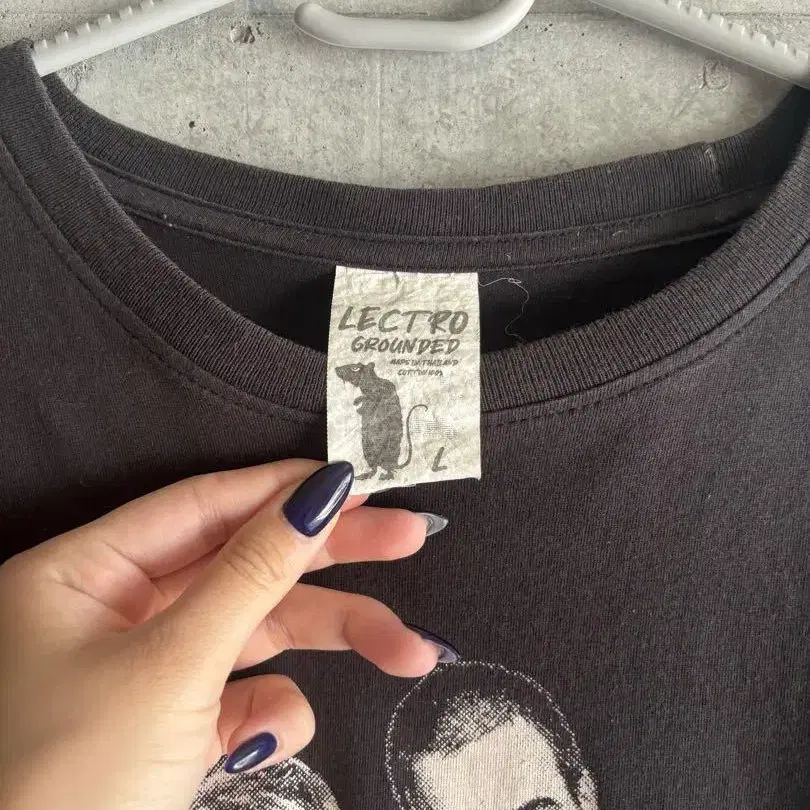 LECTRO
GROUNDED
MADE IN THAILAND
COTTON 100%
L